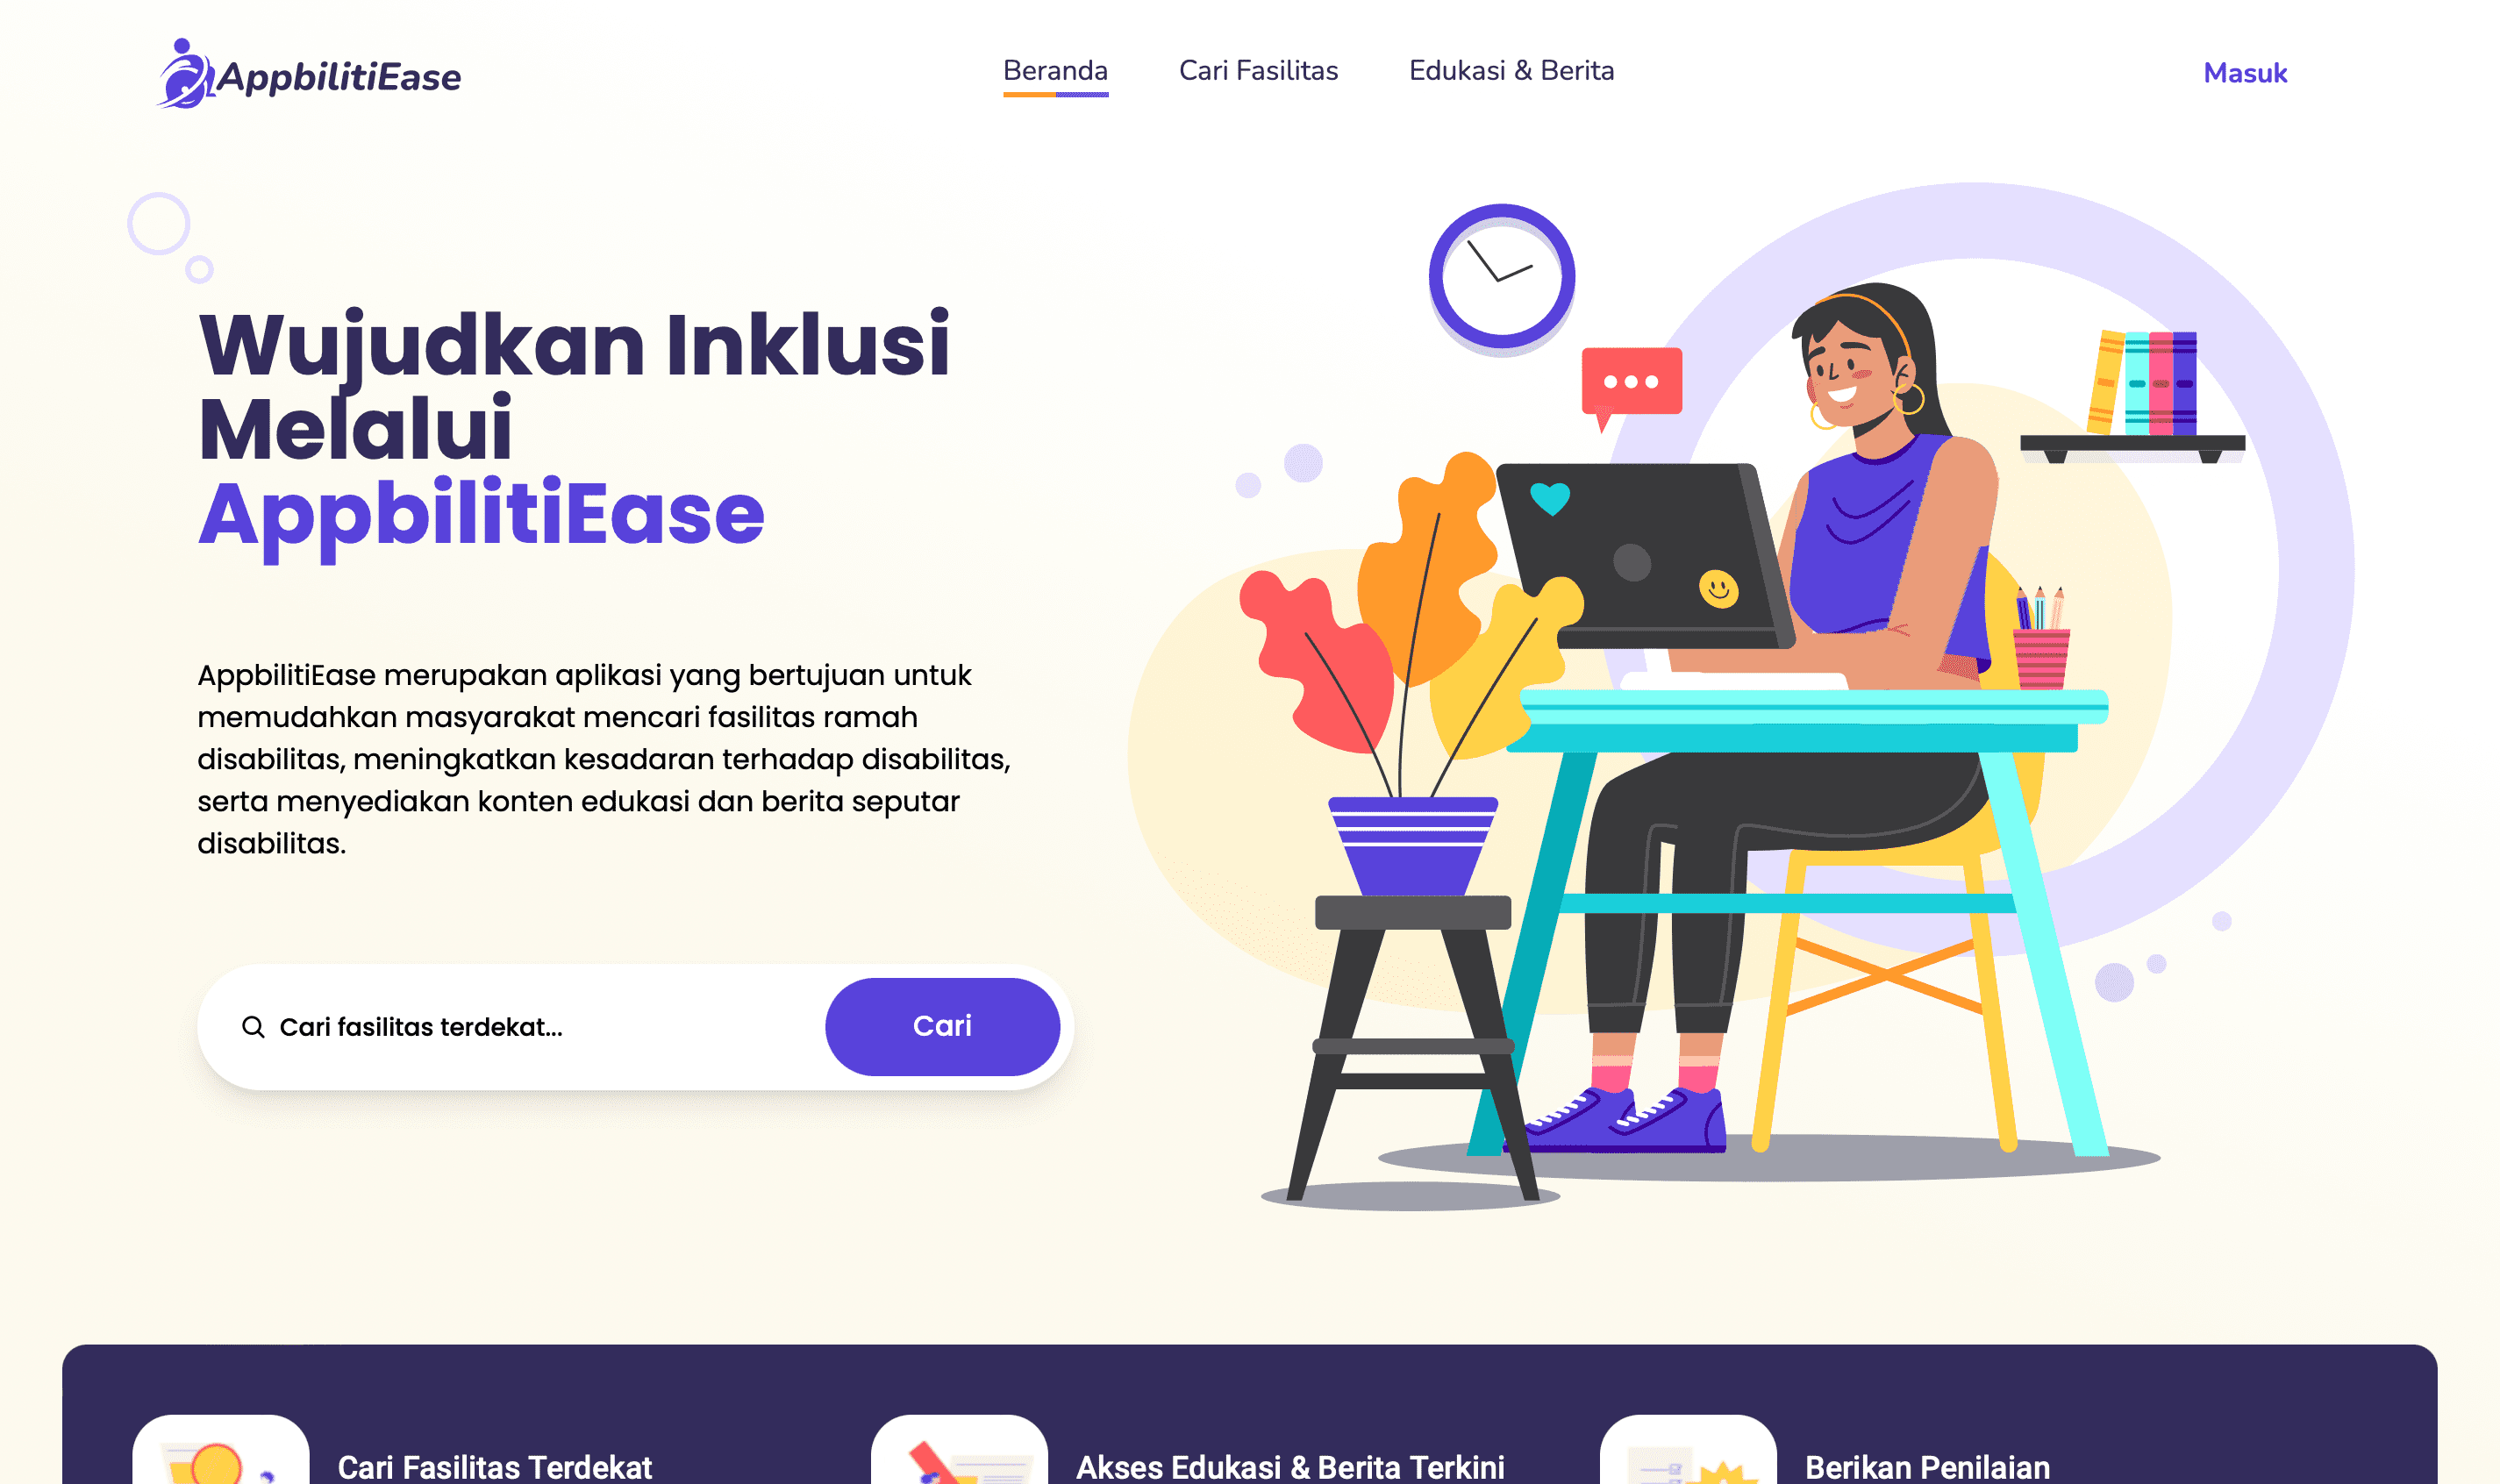 AppbilitiEase
Beranda
Cari Fasilitas
Edukasi & Berita
Masuk
Wujudkan Inklusi
Melalui
AppbilitiEase
AppbilitiEase merupakan aplikasi yang bertujuan untuk
memudahkan masyarakat mencari fasilitas ramah
disabilitas, meningkatkan kesadaran terhadap disabilitas,
serta menyediakan konten edukasi dan berita seputar
disabilitas.
Cari fasilitas terdekat...
Cari
Cari Fasilitas Terdekat
Akses Edukasi & Berita Terkini
Berikan Penilaian